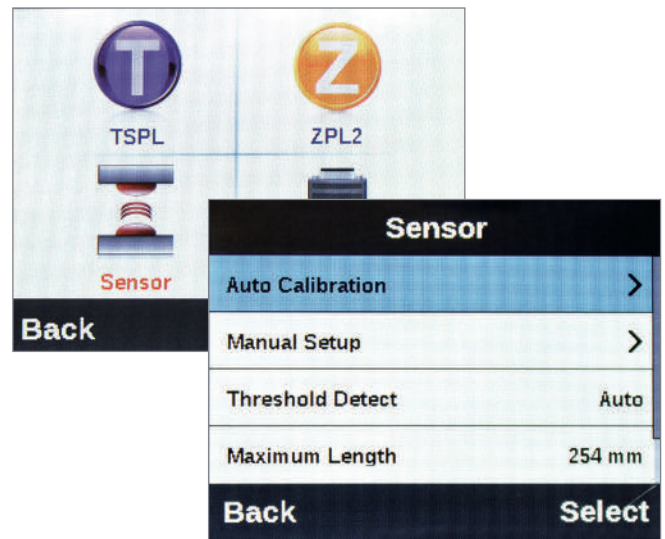 T Z
TSPL ZPL2
Sensor
Back
Sensor
Auto Calibration >
Manual Setup >
Threshold Detect Auto
Maximum Length 254 mm
Back Select